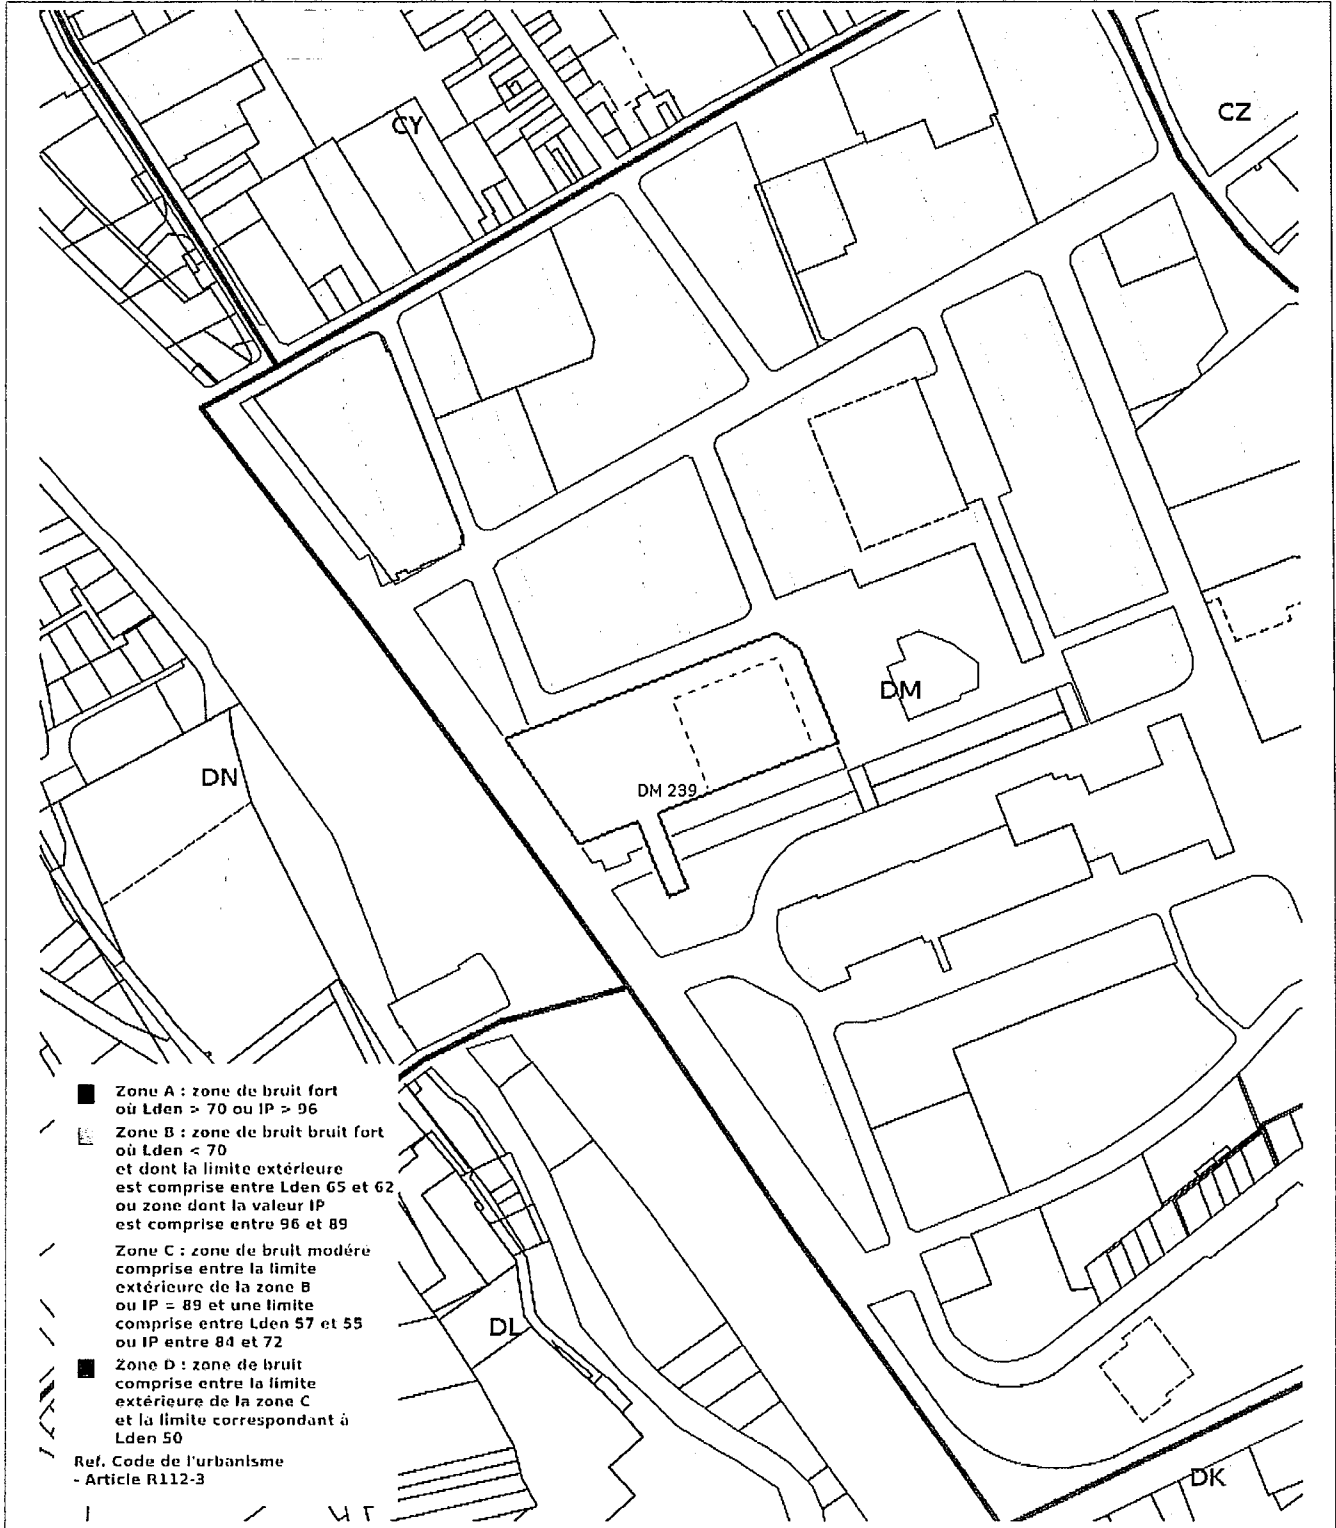 CY
CZ
DM
DN
DM 239
Zone A : zone de bruit fort
où Lden > 70 ou IP > 96
Zone B : zone de bruit bruit fort
où Lden < 70
et dont la limite extérieure
est comprise entre Lden 65 et 62
ou zone dont la valeur IP
est comprise entre 96 et 89
Zone C : zone de bruit modéré
comprise entre la limite
extérieure de la zone B
ou IP = 89 et une limite
comprise entre Lden 57 et 55
ou IP entre 84 et 72
DL
Zone D : zone de bruit
comprise entre la limite
extérieure de la zone C
et la limite correspondant à
Lden 50
Ref. Code de l'urbanisme
- Article R112-3
DK